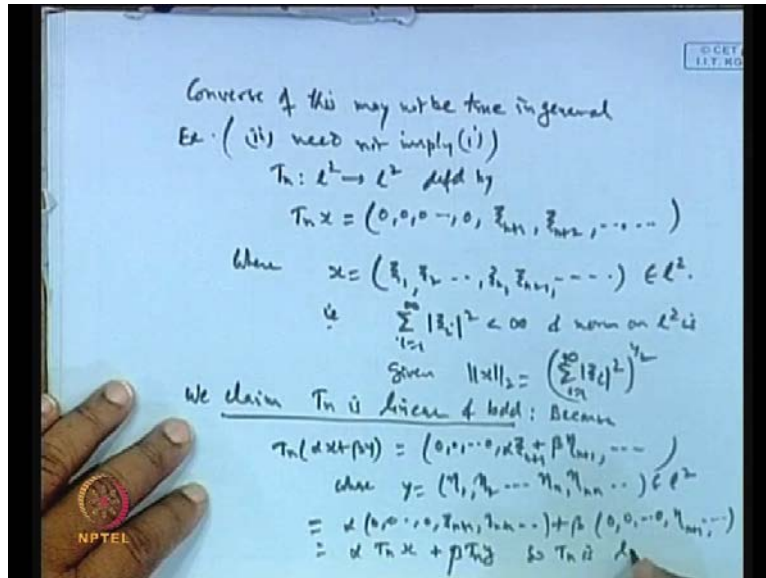 © CET
I.I.T. KG
Converse of this may not be true in general
Ex. ( (ii) need not imply (i) )
Tn : l² → l² defd by
Tn x = (0, 0, 0 --, 0, ξn+1, ξn+2, ------)
Where x = (ξ1, ξ2 --, ξn, ξn+1, ----) ∈ l².
ie ∑_{i=1}^{∞} |ξi|² < ∞ & norm on l² is
Given ||x||₂ = (∑_{i=1}^{∞} |ξi|²)^{1/2}
We claim Tn is linear & bdd : Because
Tn(αx+βy) = (0, 0, ---0, αξn+1 + βηn+1, ---)
where y = (η1, η2 --- ηn, ηn+1 --) ∈ l²
= α (0, 0 --, 0, ξn+1, ξn+2 --) + β (0, 0, --0, ηn+1, --)
= α Tn x + β Tn y so Tn is
NPTEL